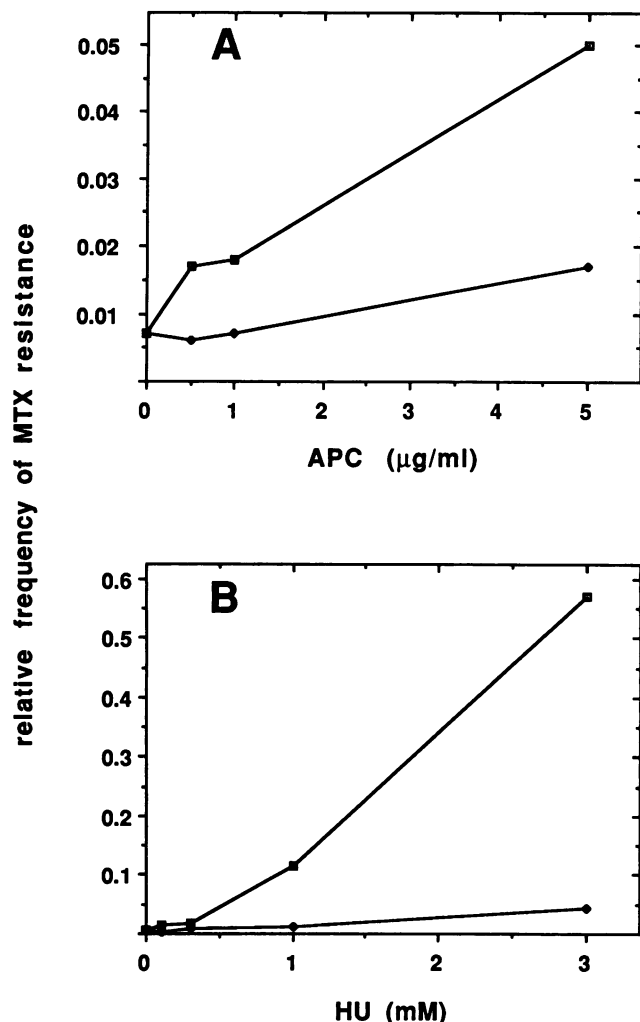 A
0.05
0.04
0.03
0.02
0.01
0 1 2 3 4 5
APC (µg/ml)
relative frequency of MTX resistance
B
0.6
0.5
0.4
0.3
0.2
0.1
0 1 2 3
HU (mM)